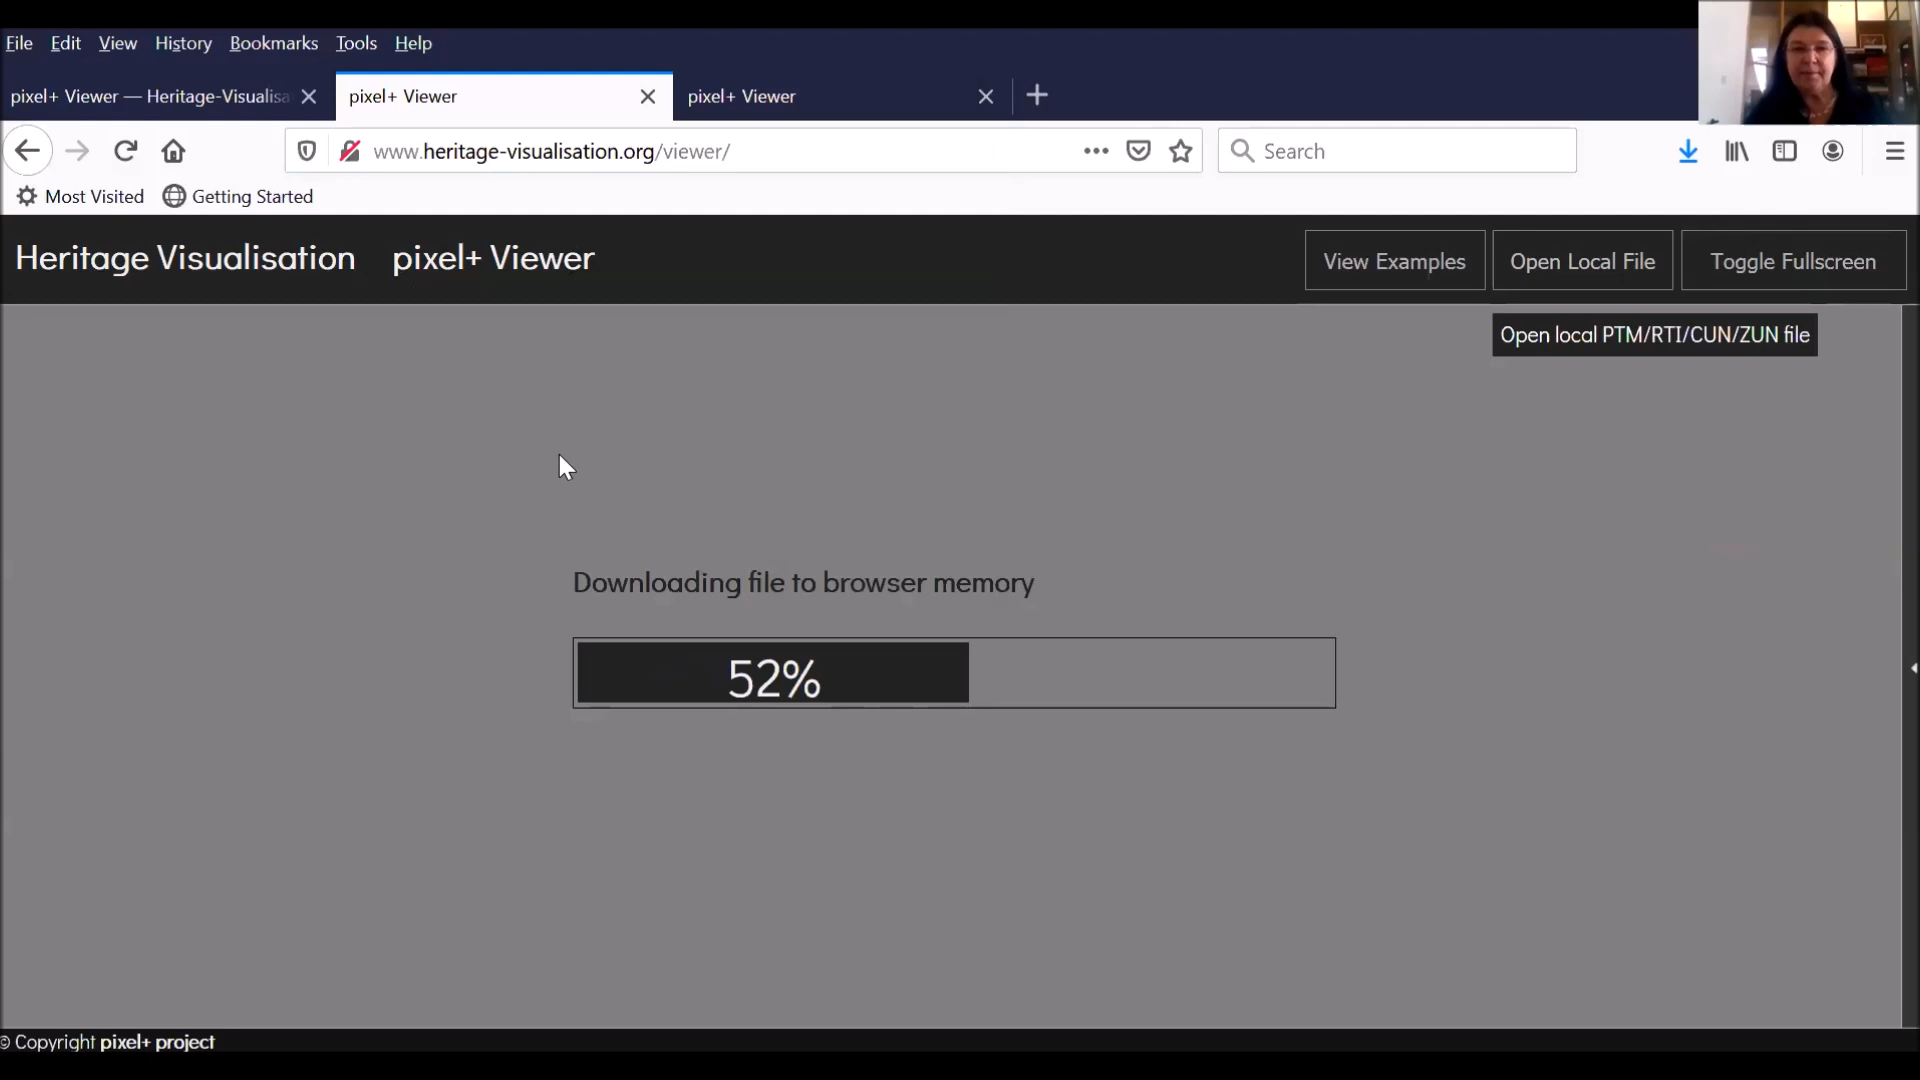 File Edit View History Bookmarks Tools Help
pixel+ Viewer — Heritage-Visualisa
pixel+ Viewer
pixel+ Viewer
www.heritage-visualisation.org/viewer/
Search
Most Visited
Getting Started
Heritage Visualisation
pixel+ Viewer
View Examples
Open Local File
Toggle Fullscreen
Open local PTM/RTI/CUN/ZUN file
Downloading file to browser memory
52%
© Copyright pixel+ project